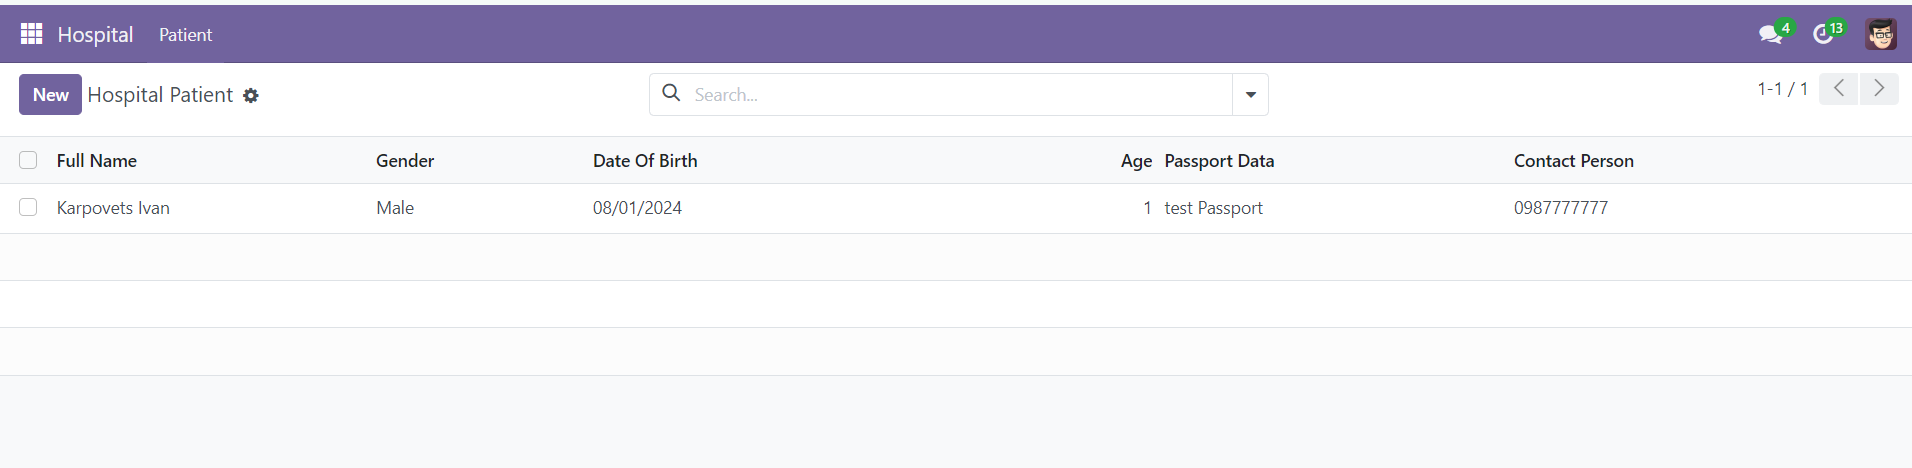 Hospital Patient 4 13
New Hospital Patient Search... 1-1 / 1
Full Name Gender Date Of Birth Age Passport Data Contact Person
Karpovets Ivan Male 08/01/2024 1 test Passport 0987777777